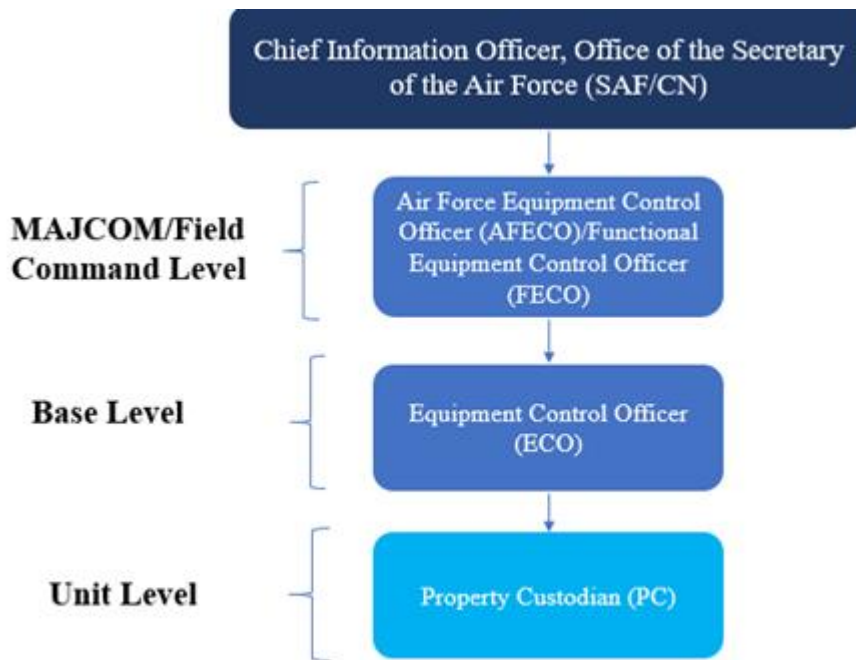 Chief Information Officer, Office of the Secretary
of the Air Force (SAF/CN)
MAJCOM/Field
Command Level
Air Force Equipment Control
Officer (AFECO)/Functional
Equipment Control Officer
(FECO)
Base Level
Equipment Control Officer
(ECO)
Unit Level
Property Custodian (PC)